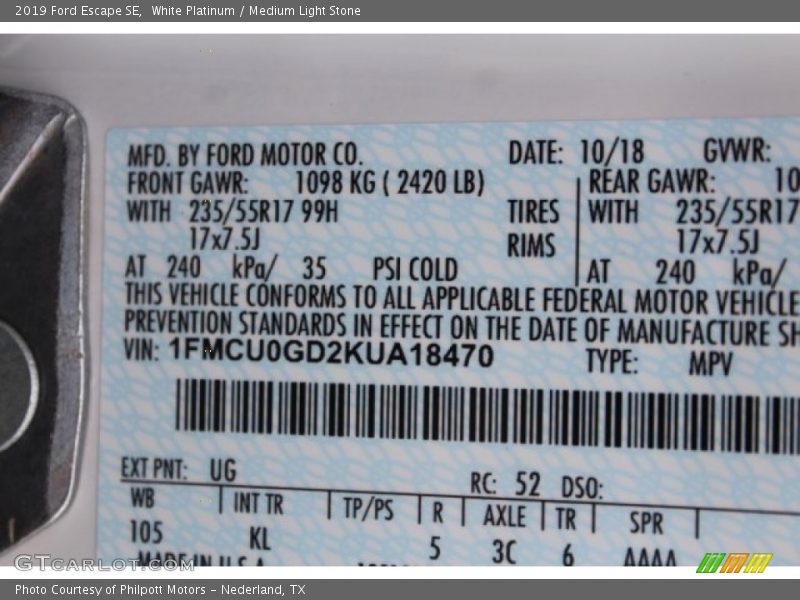 2019 Ford Escape SE,  White Platinum / Medium Light Stone
MFD. BY FORD MOTOR CO. DATE: 10/18 GVWR:
FRONT GAWR: 1098 KG ( 2420 LB) REAR GAWR: 10
WITH 235/55R17 99H TIRES WITH 235/55R17
17x7.5J RIMS 17x7.5J
AT 240 kPa/ 35 PSI COLD AT 240 kPa/
THIS VEHICLE CONFORMS TO ALL APPLICABLE FEDERAL MOTOR VEHICLE
PREVENTION STANDARDS IN EFFECT ON THE DATE OF MANUFACTURE SH
VIN: 1FMCU0GD2KUA18470 TYPE: MPV
EXT PNT: UG RC: 52 DSO:
WB INT TR TP/PS R AXLE TR SPR
105 KL 5 3C 6 AAAA
MADE IN U.S.A.
GTCARLOT.COM
Photo Courtesy of Philpott Motors - Nederland, TX